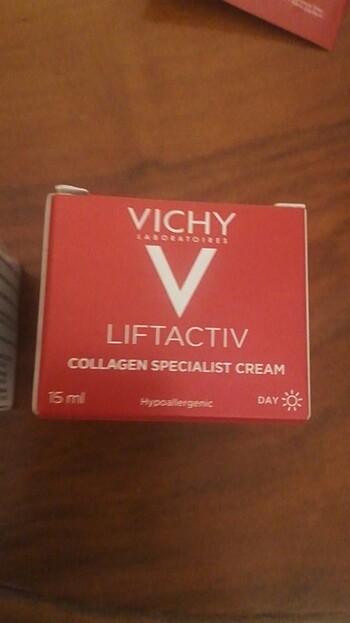 VICHY
LABORATOIRES
V
LIFTACTIV
COLLAGEN SPECIALIST CREAM
15 ml
Hypoallergenic
DAY